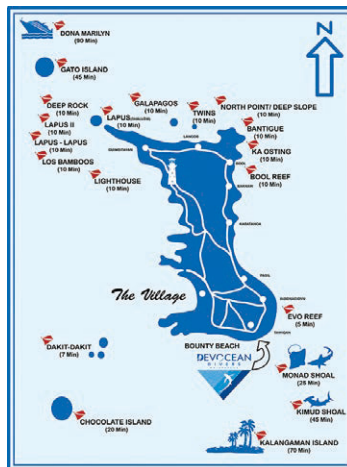 DONA MARILYN
(90 Min)
N
GATO ISLAND
(45 Min)
DEEP ROCK
(10 Min)
LAPUS II
(10 Min)
LAPUS - LAPUS
(10 Min)
LOS BAMBOOS
(10 Min)
LAPUS
(10 Min)
GALAPAGOS
(10 Min)
TWINS
(10 Min)
NORTH POINT/ DEEP SLOPE
(10 Min)
BANTIGUE
(10 Min)
KA OSTING
(10 Min)
BOOL REEF
(10 Min)
LIGHTHOUSE
(10 Min)
The Village
EVO REEF
(5 Min)
BOUNTY BEACH
DEVOCEAN
DIVERS
DAKIT-DAKIT
(7 Min)
MONAD SHOAL
(25 Min)
KIMUD SHOAL
(45 Min)
CHOCOLATE ISLAND
(20 Min)
KALANGAMAN ISLAND
(70 Min)